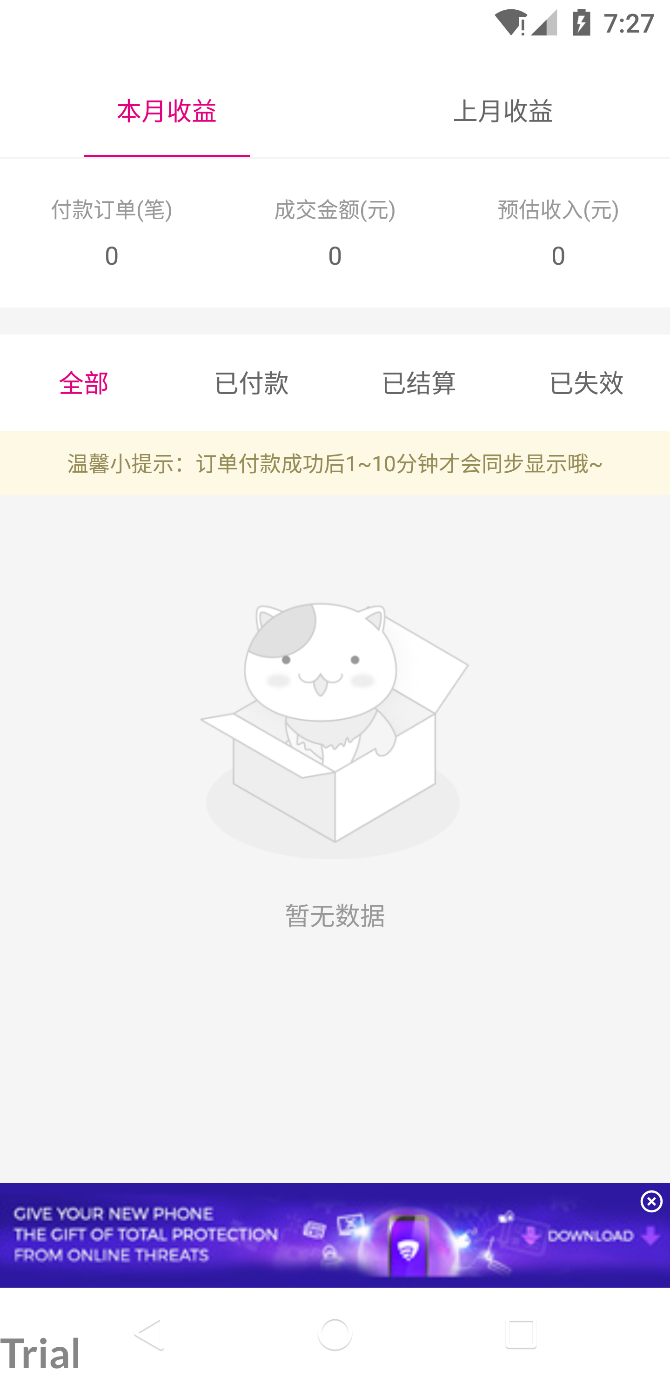 7:27
本月收益 上月收益
付款订单(笔) 成交金额(元) 预估收入(元)
0 0 0
全部 已付款 已结算 已失效
温馨小提示：订单付款成功后1~10分钟才会同步显示哦~
暂无数据
GIVE YOUR NEW PHONE
THE GIFT OF TOTAL PROTECTION
FROM ONLINE THREATS
DOWNLOAD
Trial